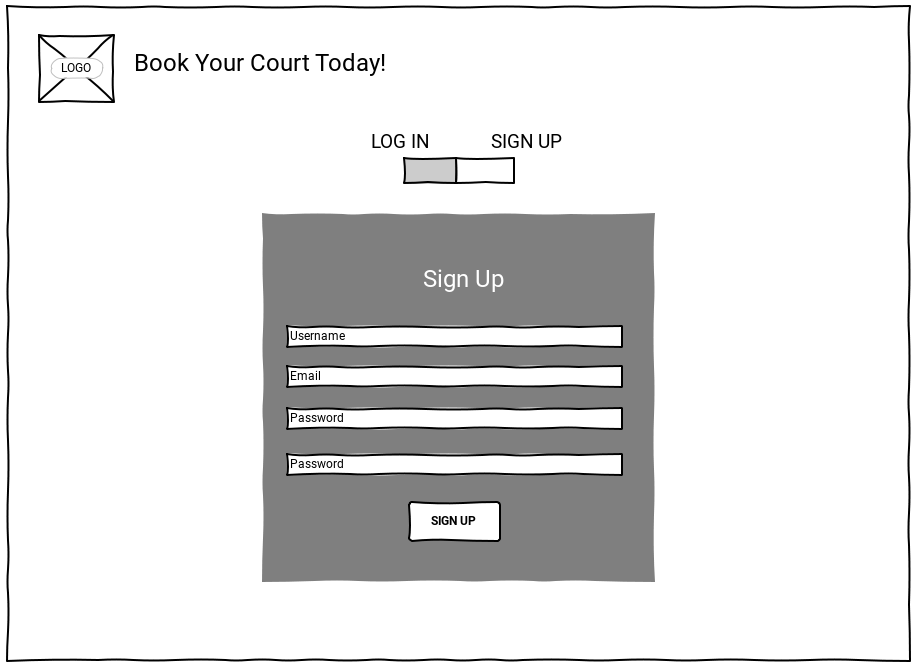 LOGO
Book Your Court Today!
LOG IN
SIGN UP
Sign Up
Username
Email
Password
Password
SIGN UP